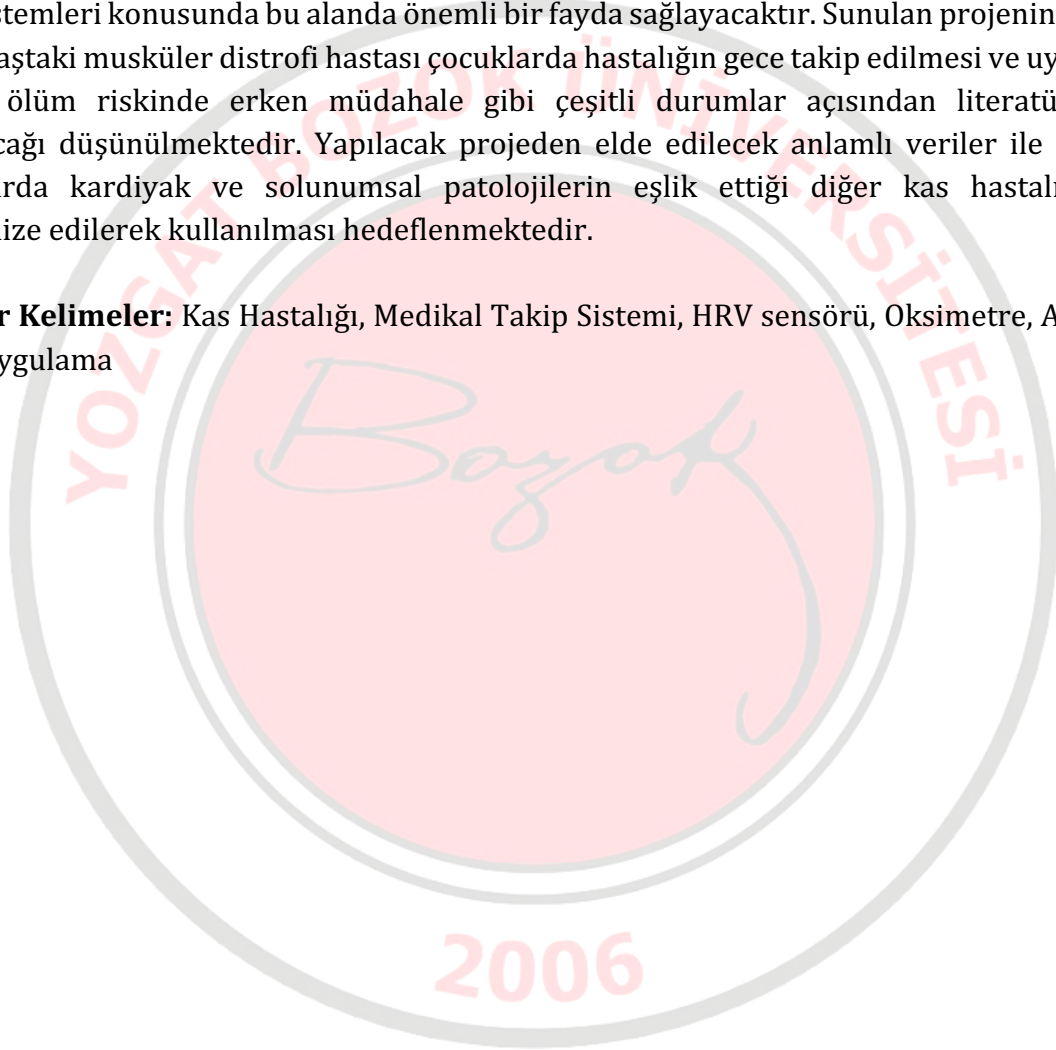 stemleri konusunda bu alanda önemli bir fayda sağlayacaktır. Sunulan projenin
aştaki musküler distrofi hastası çocuklarda hastalığın gece takip edilmesi ve uy
ölüm riskinde erken müdahale gibi çeşitli durumlar açısından literatü
cağı düşünülmektedir. Yapılacak projeden elde edilecek anlamlı veriler ile
rda kardiyak ve solunumsal patolojilerin eşlik ettiği diğer kas hastalı
ize edilerek kullanılması hedeflenmektedir.
r Kelimeler: Kas Hastalığı, Medikal Takip Sistemi, HRV sensörü, Oksimetre, A
ygulama
YOZGAT BOZOK ÜNİVERSİTESİ
Bozok
2006